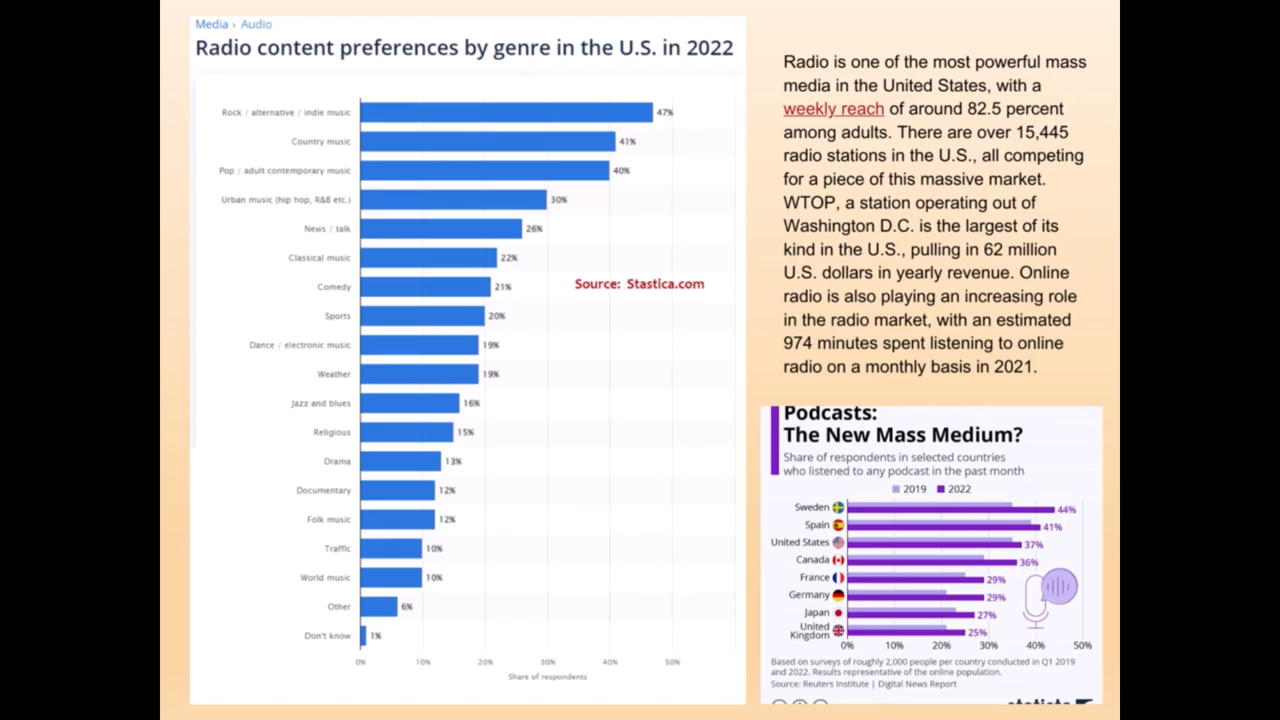 Media › Audio
Radio content preferences by genre in the U.S. in 2022
Rock / alternative / indie music 47%
Country music 41%
Pop / adult contemporary music 40%
Urban music (hip hop, R&B etc.) 30%
News / talk 26%
Classical music 22%
Comedy 21%
Source: Stastica.com
Sports 20%
Dance / electronic music 19%
Weather 19%
Jazz and blues 16%
Religious 15%
Drama 13%
Documentary 12%
Folk music 12%
Traffic 10%
World music 10%
Other 6%
Don't know 1%
0% 10% 20% 30% 40% 50%
Share of respondents
Radio is one of the most powerful mass
media in the United States, with a
weekly reach of around 82.5 percent
among adults. There are over 15,445
radio stations in the U.S., all competing
for a piece of this massive market.
WTOP, a station operating out of
Washington D.C. is the largest of its
kind in the U.S., pulling in 62 million
U.S. dollars in yearly revenue. Online
radio is also playing an increasing role
in the radio market, with an estimated
974 minutes spent listening to online
radio on a monthly basis in 2021.
Podcasts:
The New Mass Medium?
Share of respondents in selected countries
who listened to any podcast in the past month
2019 2022
Sweden 44%
Spain 41%
United States 37%
Canada 36%
France 29%
Germany 29%
Japan 27%
United
Kingdom 25%
0% 10% 20% 30% 40% 50%
Based on surveys of roughly 2,000 people per country conducted in Q1 2019
and 2022. Results representative of the online population.
Source: Reuters Institute | Digital News Report